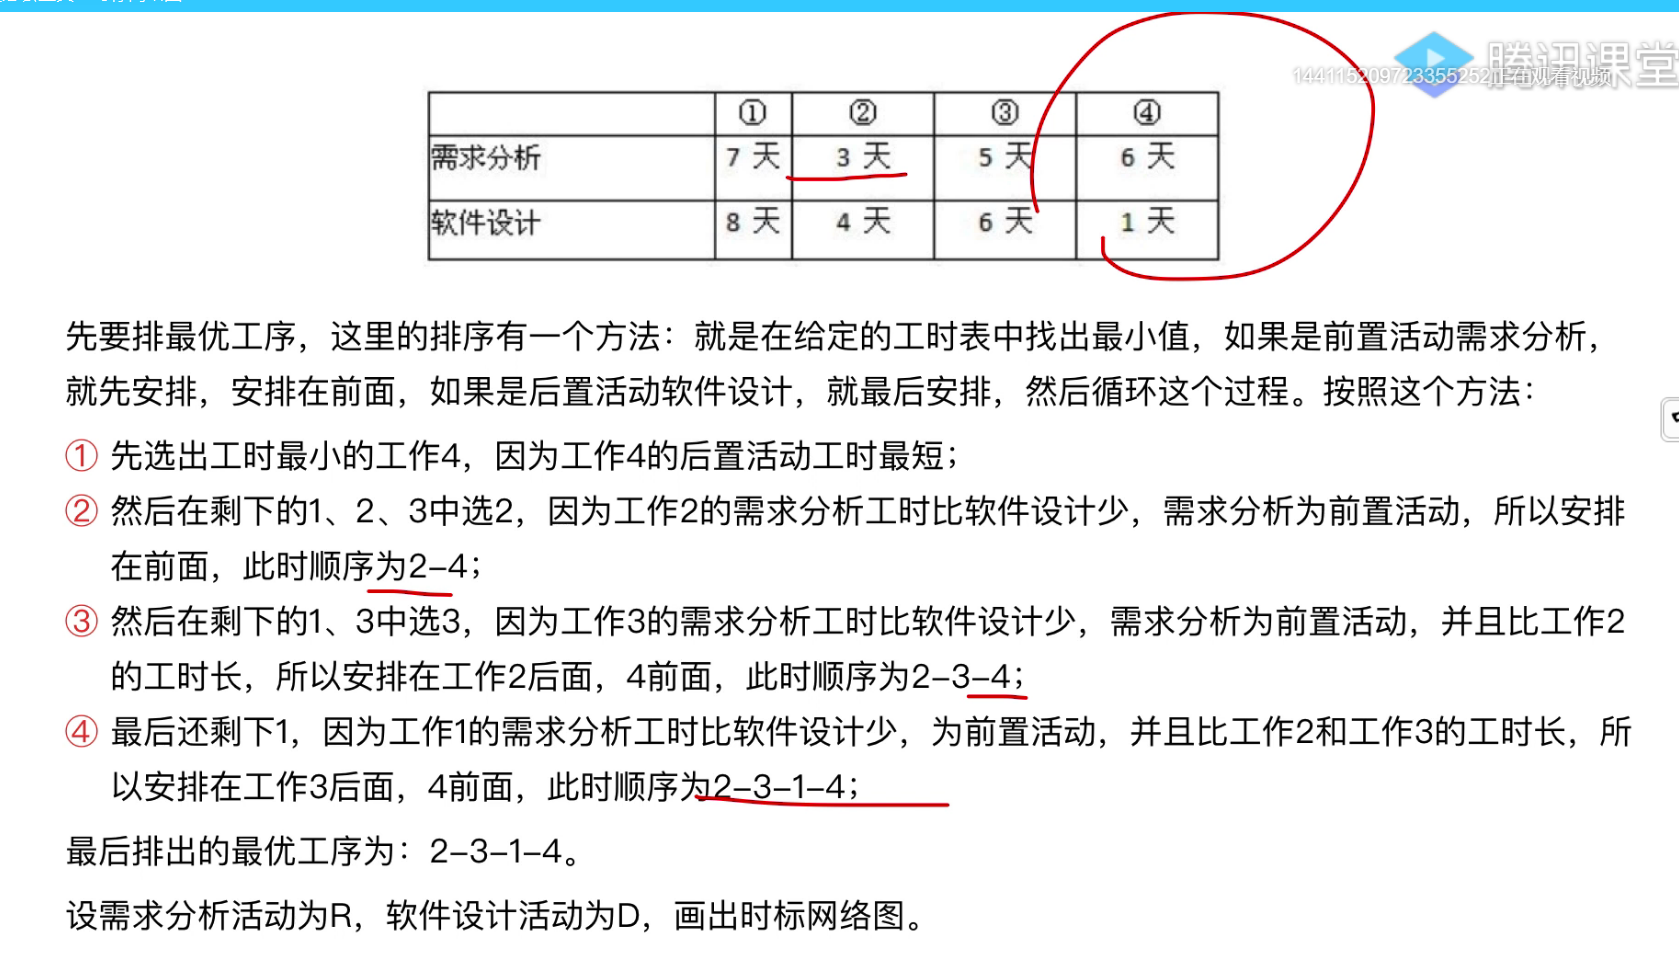 腾讯课堂
144115209723355252正在观看视频
① ② ③ ④
需求分析 7 天 3 天 5 天 6 天
软件设计 8 天 4 天 6 天 1 天
先要排最优工序，这里的排序有一个方法：就是在给定的工时表中找出最小值，如果是前置活动需求分析，
就先安排，安排在前面，如果是后置活动软件设计，就最后安排，然后循环这个过程。按照这个方法：
① 先选出工时最小的工作4，因为工作4的后置活动工时最短；
② 然后在剩下的1、2、3中选2，因为工作2的需求分析工时比软件设计少，需求分析为前置活动，所以安排
在前面，此时顺序为2–4；
③ 然后在剩下的1、3中选3，因为工作3的需求分析工时比软件设计少，需求分析为前置活动，并且比工作2
的工时长，所以安排在工作2后面，4前面，此时顺序为2–3–4；
④ 最后还剩下1，因为工作1的需求分析工时比软件设计少，为前置活动，并且比工作2和工作3的工时长，所
以安排在工作3后面，4前面，此时顺序为2–3–1–4；
最后排出的最优工序为：2–3–1–4。
设需求分析活动为R，软件设计活动为D，画出时标网络图。